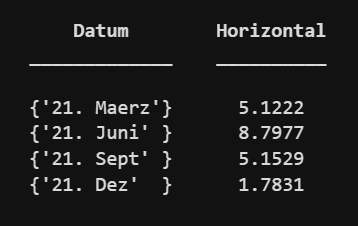 Datum Horizontal
_____________ __________
{'21. Maerz'} 5.1222
{'21. Juni' } 8.7977
{'21. Sept' } 5.1529
{'21. Dez'  } 1.7831